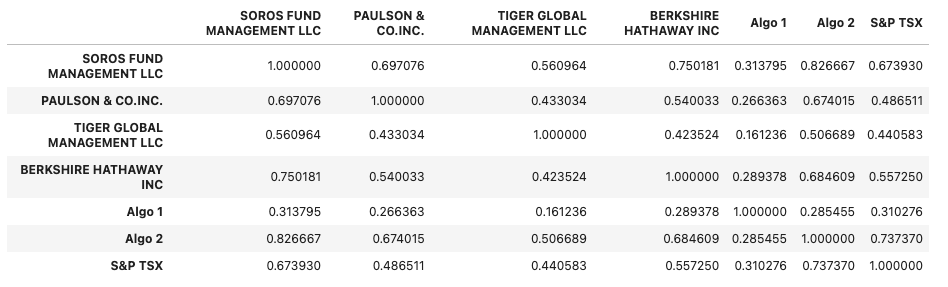 SOROS FUND MANAGEMENT LLC PAULSON & CO.INC. TIGER GLOBAL MANAGEMENT LLC BERKSHIRE HATHAWAY INC Algo 1 Algo 2 S&P TSX
SOROS FUND MANAGEMENT LLC 1.000000 0.697076 0.560964 0.750181 0.313795 0.826667 0.673930
PAULSON & CO.INC. 0.697076 1.000000 0.433034 0.540033 0.266363 0.674015 0.486511
TIGER GLOBAL MANAGEMENT LLC 0.560964 0.433034 1.000000 0.423524 0.161236 0.506689 0.440583
BERKSHIRE HATHAWAY INC 0.750181 0.540033 0.423524 1.000000 0.289378 0.684609 0.557250
Algo 1 0.313795 0.266363 0.161236 0.289378 1.000000 0.285455 0.310276
Algo 2 0.826667 0.674015 0.506689 0.684609 0.285455 1.000000 0.737370
S&P TSX 0.673930 0.486511 0.440583 0.557250 0.310276 0.737370 1.000000